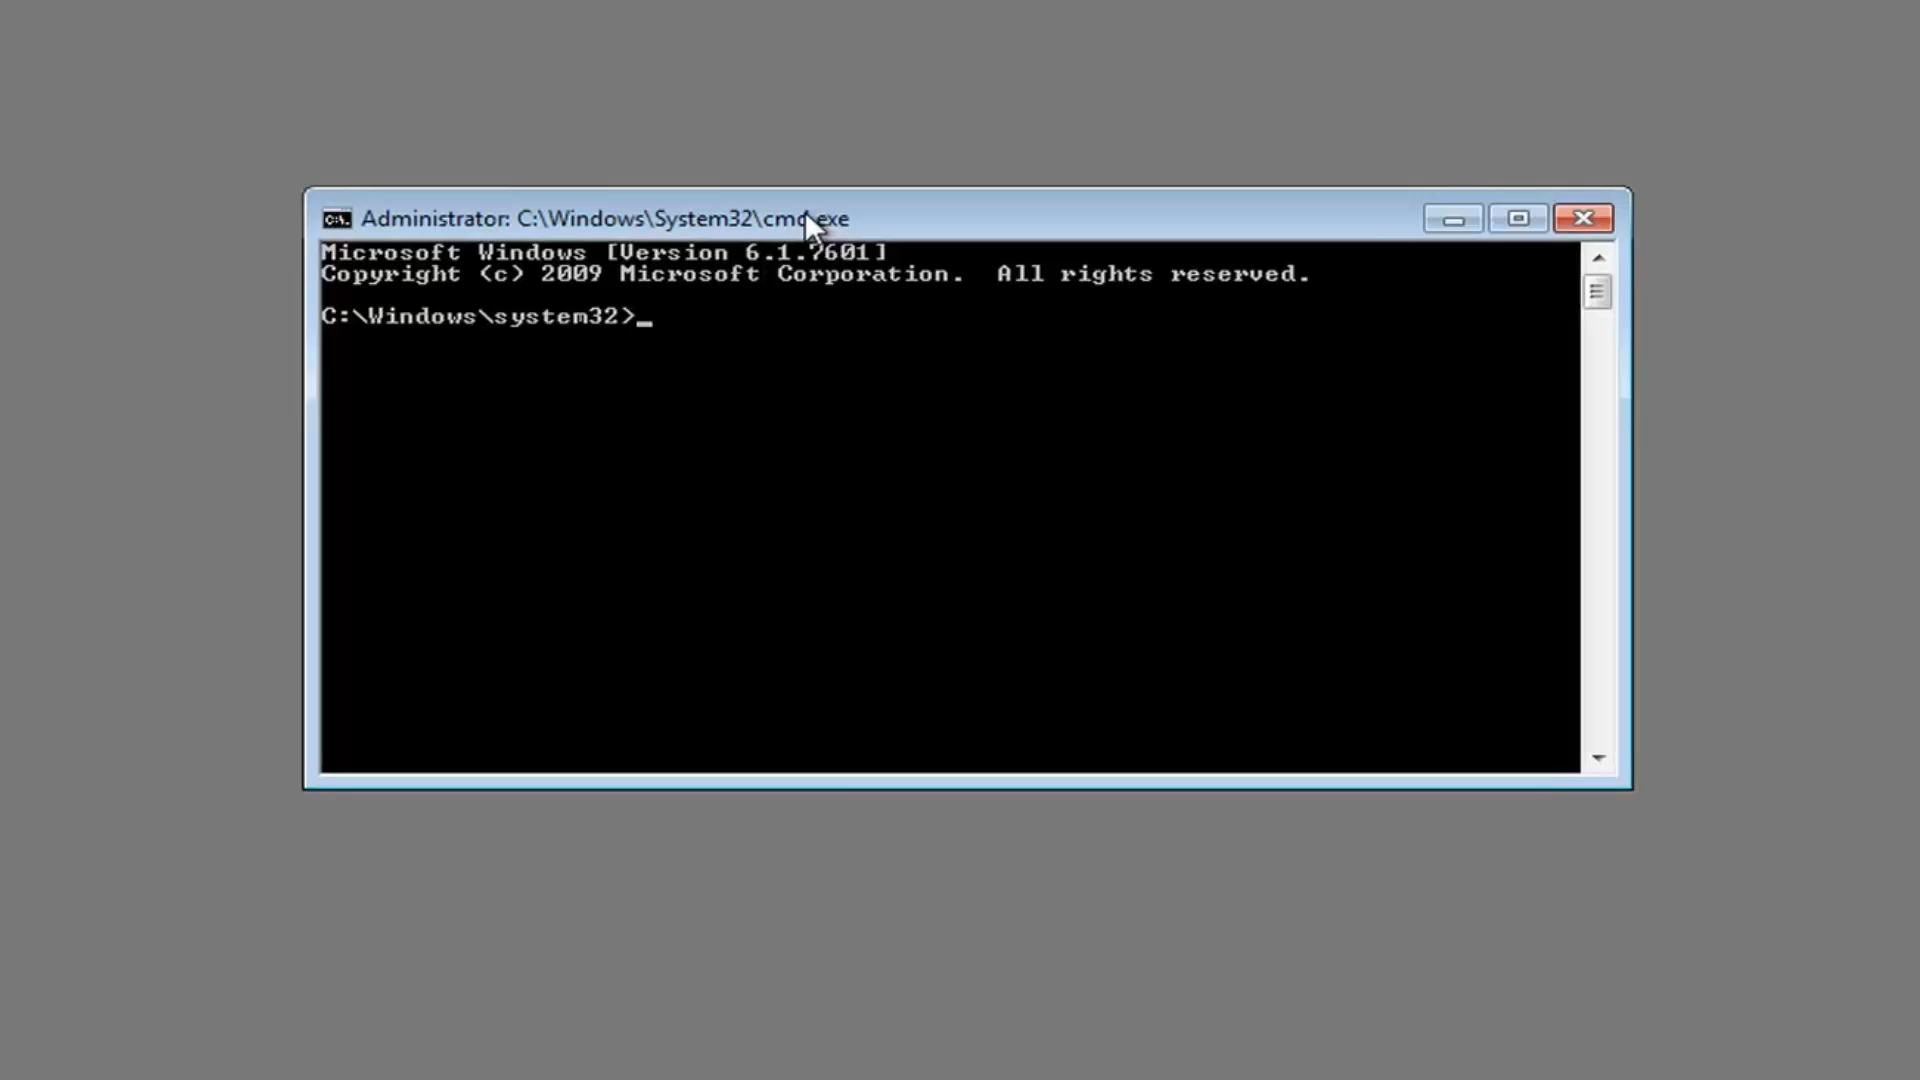 Administrator: C:\Windows\System32\cmd.exe
Microsoft Windows [Version 6.1.7601]
Copyright (c) 2009 Microsoft Corporation.  All rights reserved.
C:\Windows\system32>_